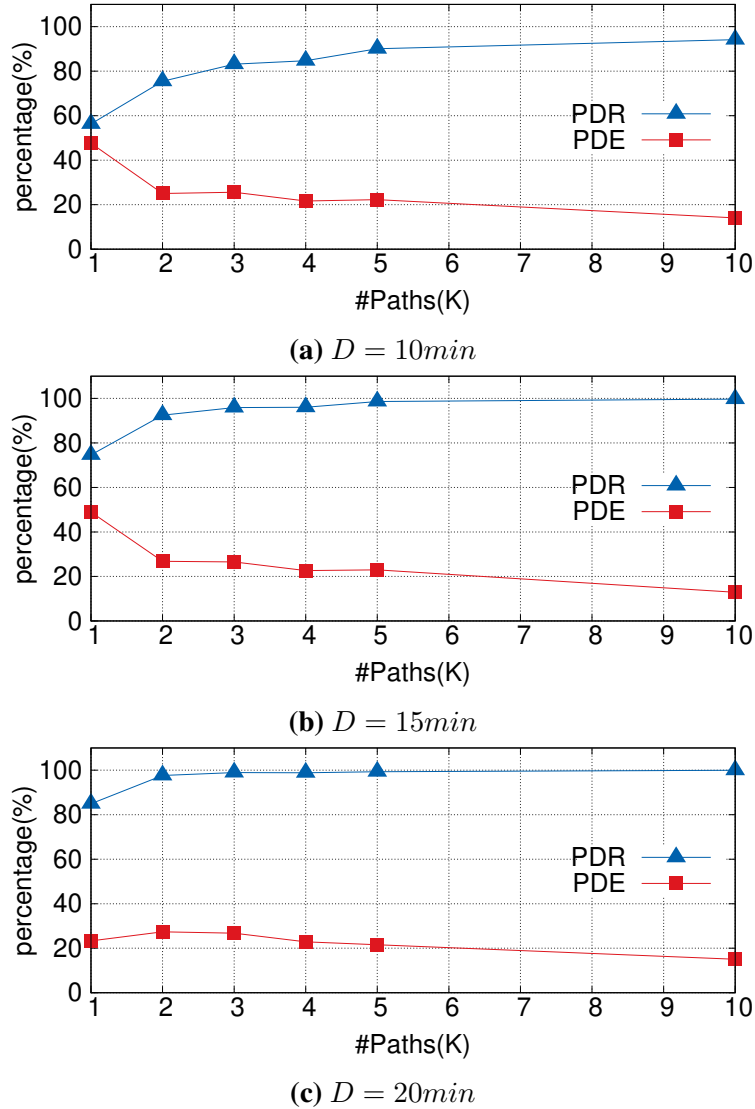 100
80
60
40
20
0
percentage(%)
PDR
PDE
1 2 3 4 5 6 7 8 9 10
#Paths(K)
(a) D = 10min
100
80
60
40
20
0
percentage(%)
PDR
PDE
1 2 3 4 5 6 7 8 9 10
#Paths(K)
(b) D = 15min
100
80
60
40
20
0
percentage(%)
PDR
PDE
1 2 3 4 5 6 7 8 9 10
#Paths(K)
(c) D = 20min